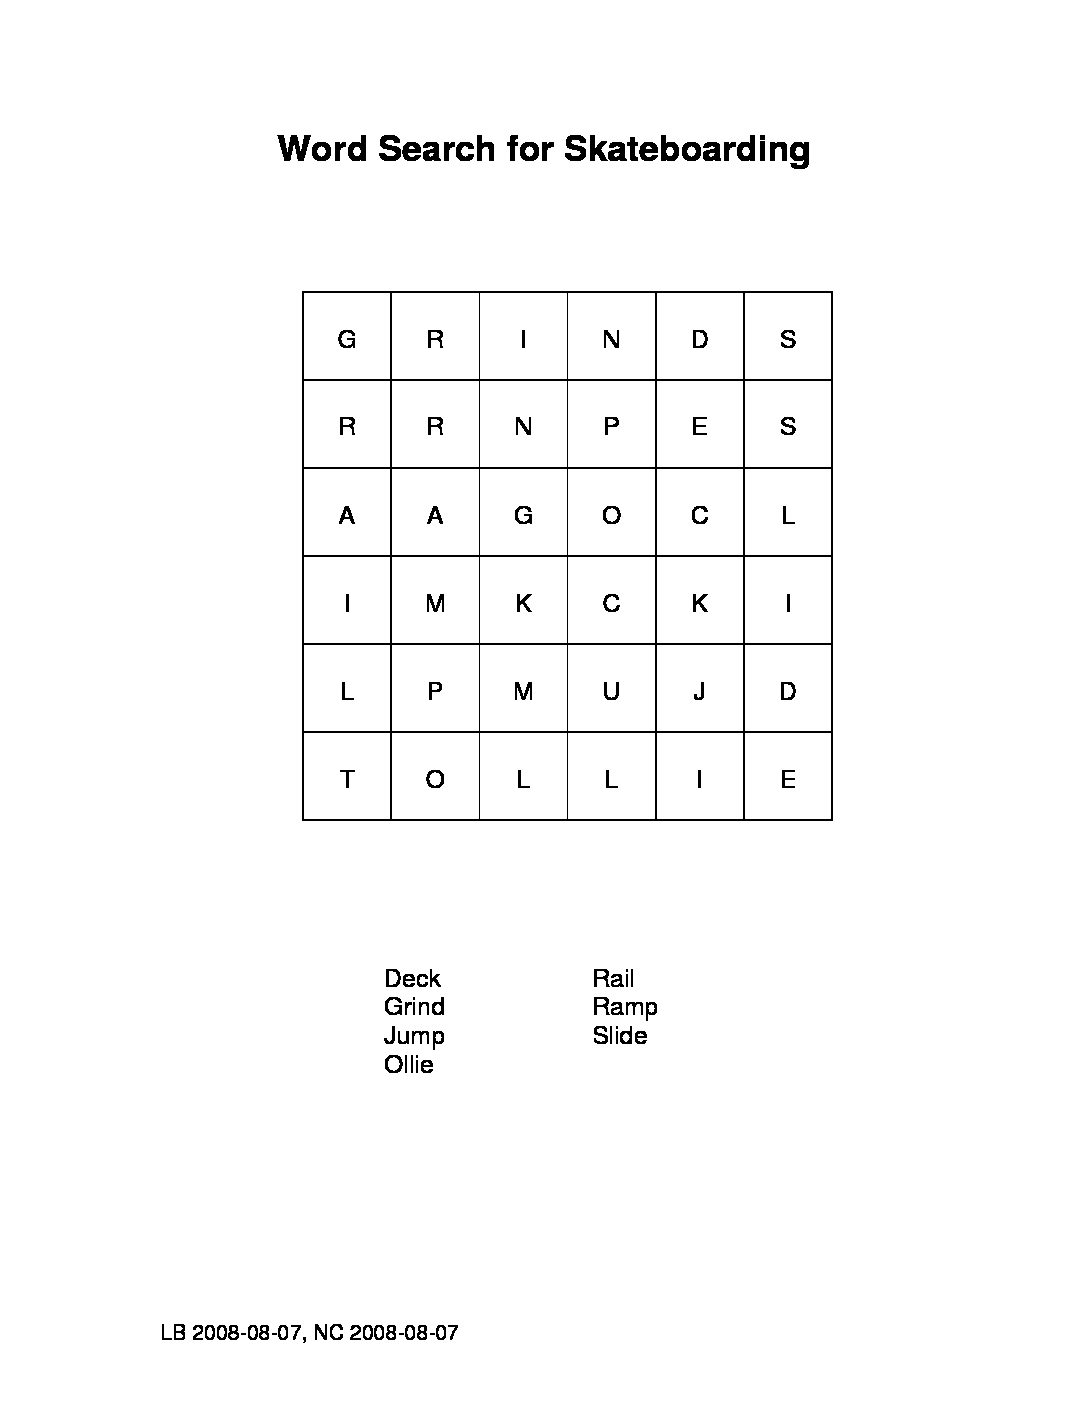 Word Search for Skateboarding
G R I N D S
R R N P E S
A A G O C L
I M K C K I
L P M U J D
T O L L I E
Deck Rail
Grind Ramp
Jump Slide
Ollie
LB 2008-08-07, NC 2008-08-07